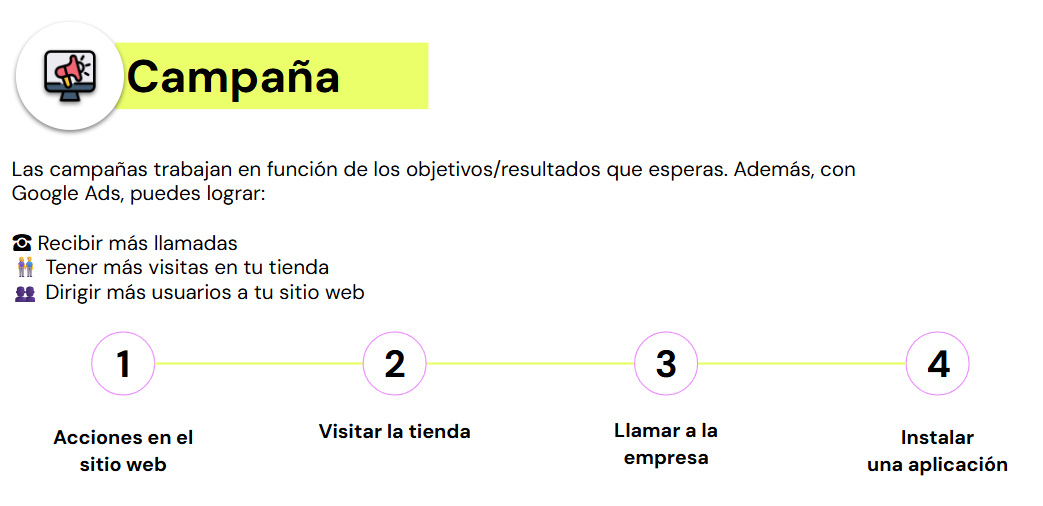 Campaña
Las campañas trabajan en función de los objetivos/resultados que esperas. Además, con
Google Ads, puedes lograr:
☎ Recibir más llamadas
👫 Tener más visitas en tu tienda
👥 Dirigir más usuarios a tu sitio web
1
2
3
4
Acciones en el
sitio web
Visitar la tienda
Llamar a la
empresa
Instalar
una aplicación